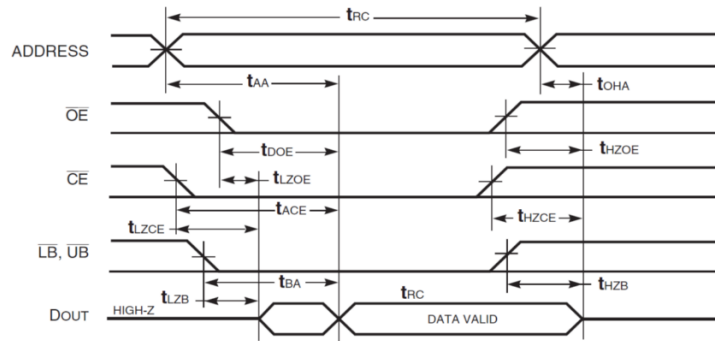 tRC
ADDRESS
tAA
tOHA
OE
tDOE
tHZOE
tLZOE
CE
tACE
tHZCE
tLZCE
LB, UB
tBA
tHZB
tLZB
tRC
DOUT
HIGH-Z
DATA VALID